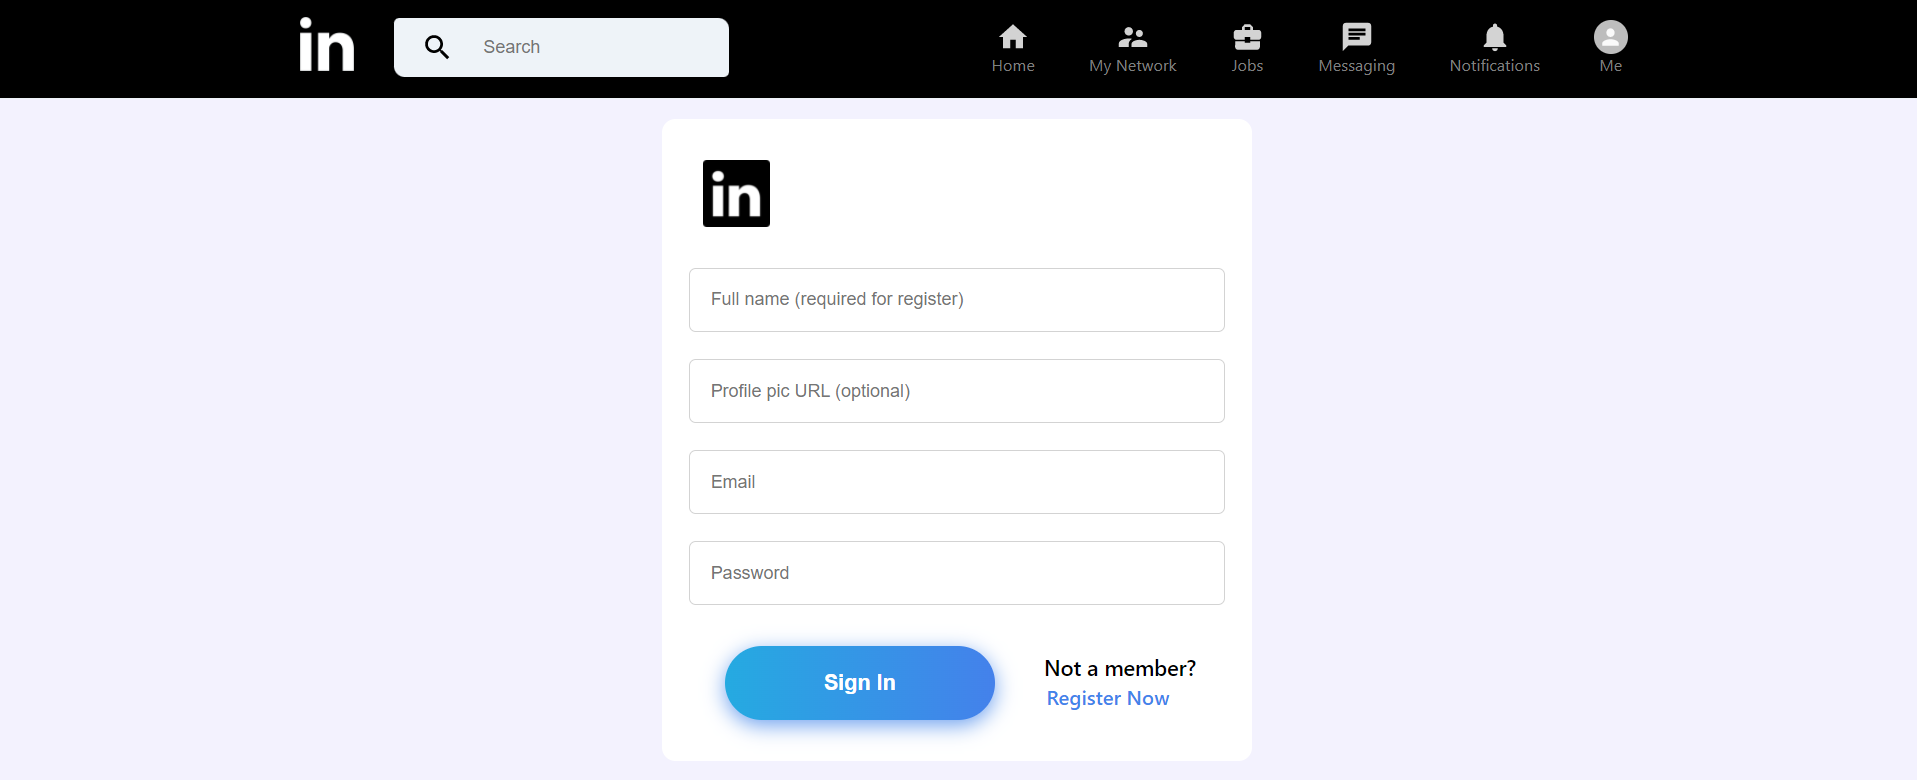 in
Search
Home
My Network
Jobs
Messaging
Notifications
Me
in
Full name (required for register)
Profile pic URL (optional)
Email
Password
Sign In
Not a member?
Register Now